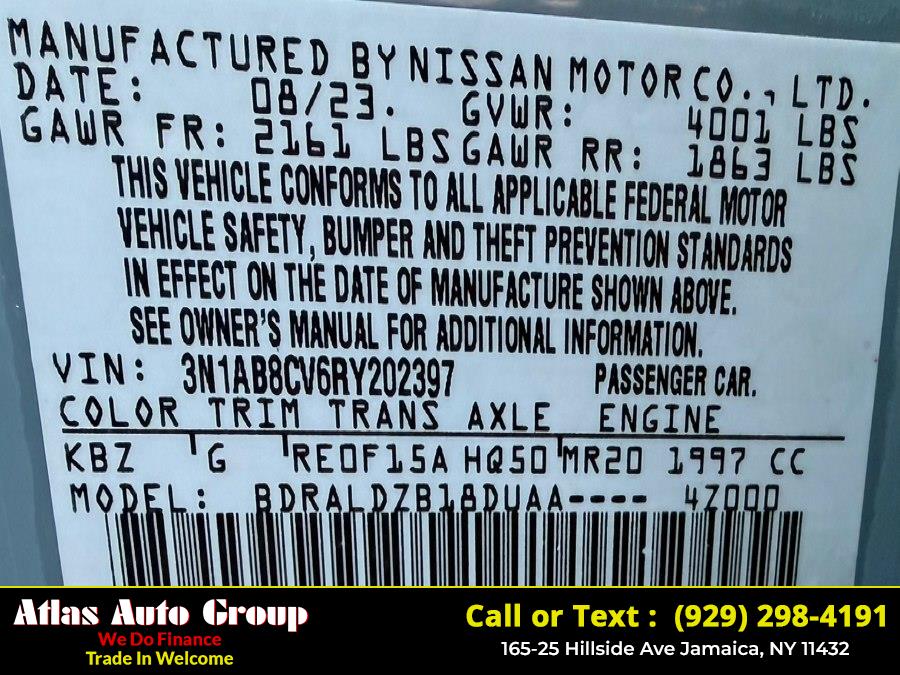 MANUFACTURED BY NISSAN MOTOR CO., LTD.
DATE: 08/23. GVWR: 4001 LBS
GAWR FR: 2161 LBS GAWR RR: 1863 LBS
THIS VEHICLE CONFORMS TO ALL APPLICABLE FEDERAL MOTOR
VEHICLE SAFETY, BUMPER AND THEFT PREVENTION STANDARDS
IN EFFECT ON THE DATE OF MANUFACTURE SHOWN ABOVE.
SEE OWNER'S MANUAL FOR ADDITIONAL INFORMATION.
VIN: 3N1AB8CV6RY202397 PASSENGER CAR.
COLOR TRIM TRANS AXLE ENGINE
KBZ G RE0F15A HQ50 MR20 1997 CC
MODEL: BDRALDZB18DUAA---- 4Z000
Atlas Auto Group
We Do FInance
Trade In Welcome
Call or Text : (929) 298-4191
165-25 Hillside Ave Jamaica, NY 11432